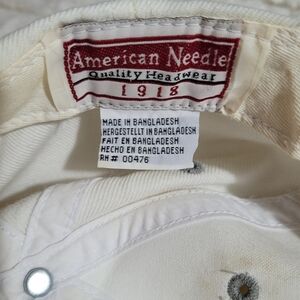 American Needle
Quality Headwear
1918
MADE IN BANGLADESH
HERGESTELLT IN BANGLADESH
FAIT EN BANGLADESH
HECHO EN BANGLADESH
RN# 00476